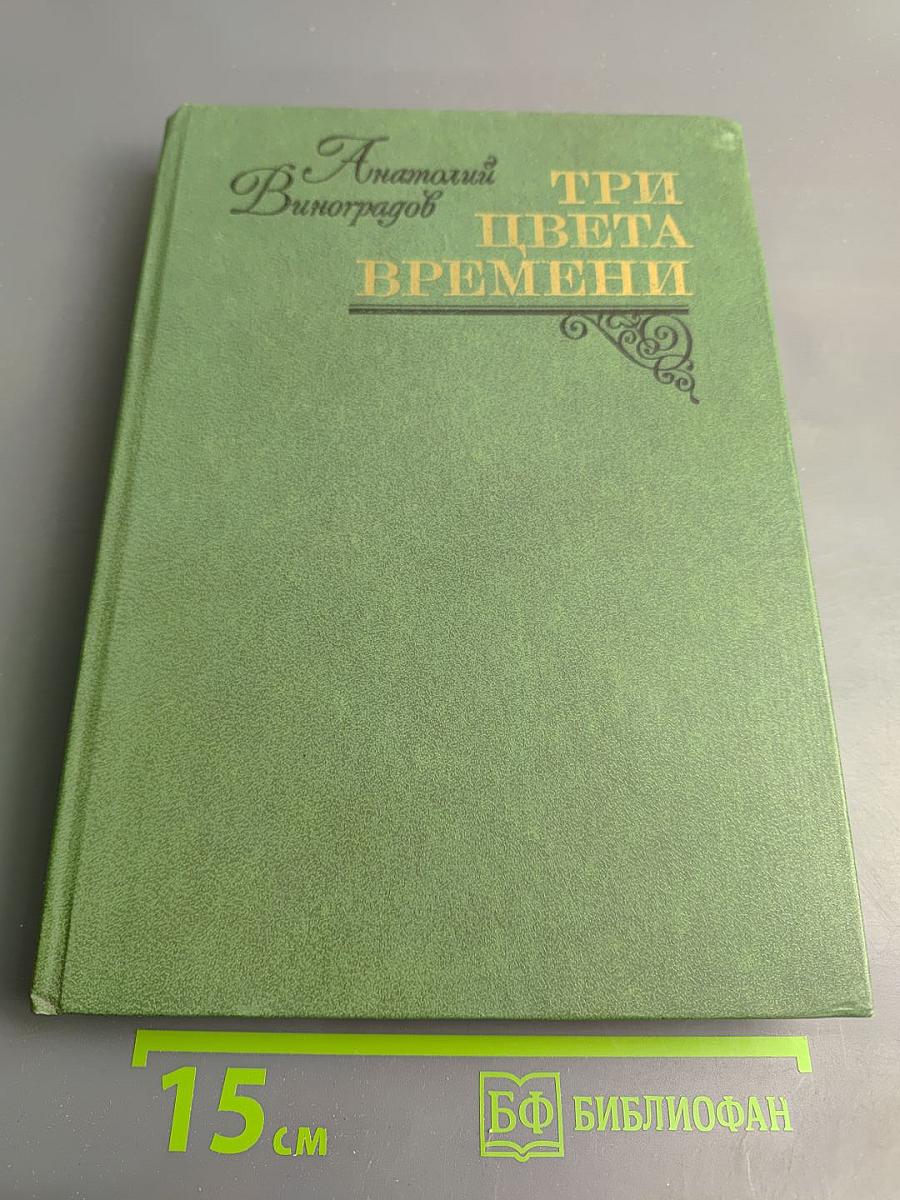 Анатолий
Виноградов
ТРИ
ЦВЕТА
ВРЕМЕНИ
15 см
БФ БИБЛИОФАН